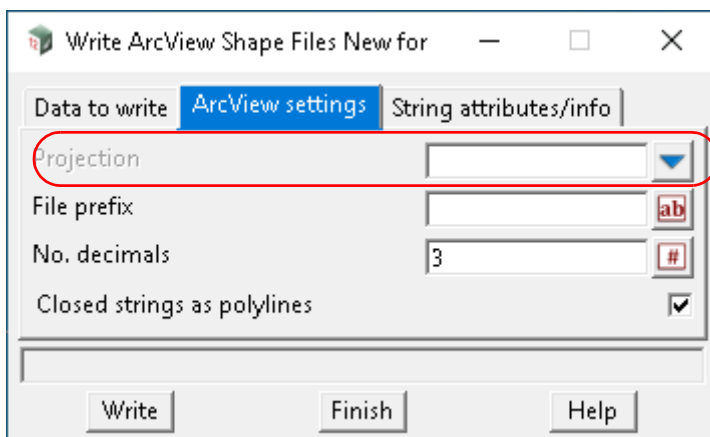 Write ArcView Shape Files New for
Data to write ArcView settings String attributes/info
Projection
File prefix ab
No. decimals 3 #
Closed strings as polylines
Write Finish Help